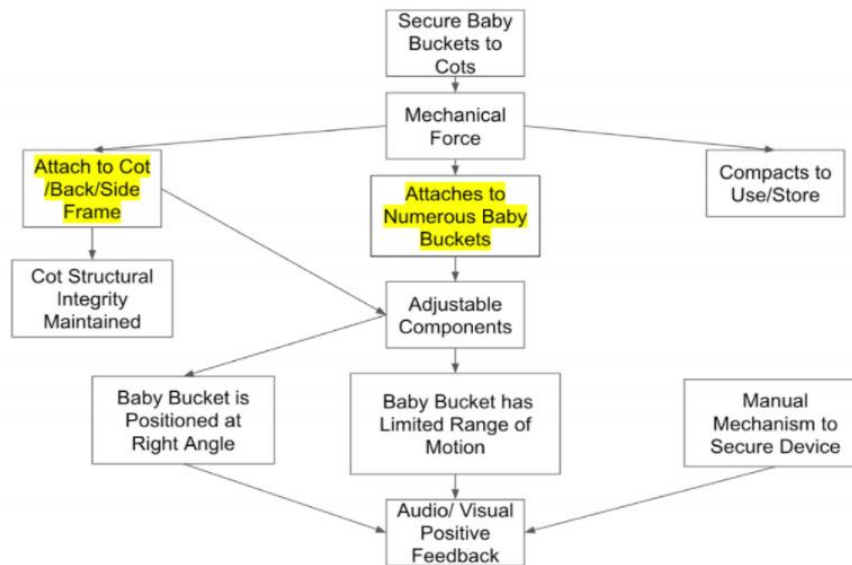 Secure Baby
Buckets to
Cots
Mechanical
Force
Attach to Cot
/Back/Side
Frame
Attaches to
Numerous Baby
Buckets
Compacts to
Use/Store
Cot Structural
Integrity
Maintained
Adjustable
Components
Baby Bucket is
Positioned at
Right Angle
Baby Bucket has
Limited Range of
Motion
Manual
Mechanism to
Secure Device
Audio/ Visual
Positive
Feedback